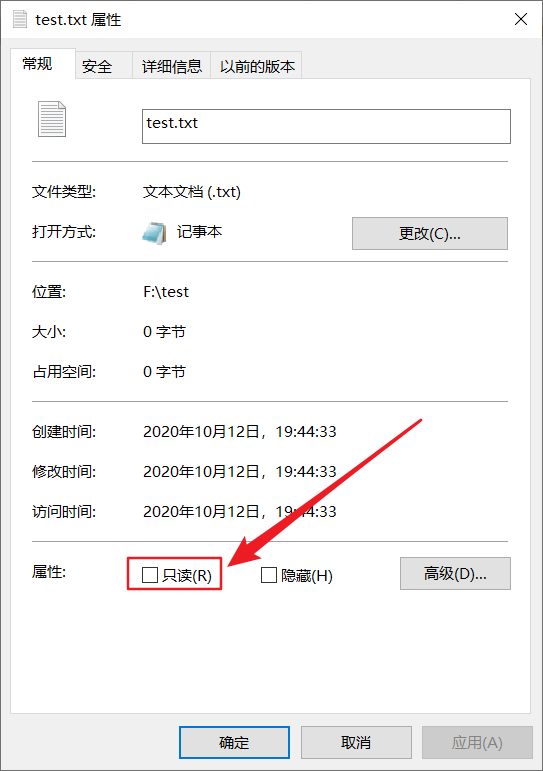 test.txt 属性
常规 安全 详细信息 以前的版本
test.txt
文件类型: 文本文档 (.txt)
打开方式: 记事本 更改(C)...
位置: F:\test
大小: 0 字节
占用空间: 0 字节
创建时间: 2020年10月12日，19:44:33
修改时间: 2020年10月12日，19:44:33
访问时间: 2020年10月12日，19:44:33
属性: 只读(R) 隐藏(H) 高级(D)...
确定 取消 应用(A)